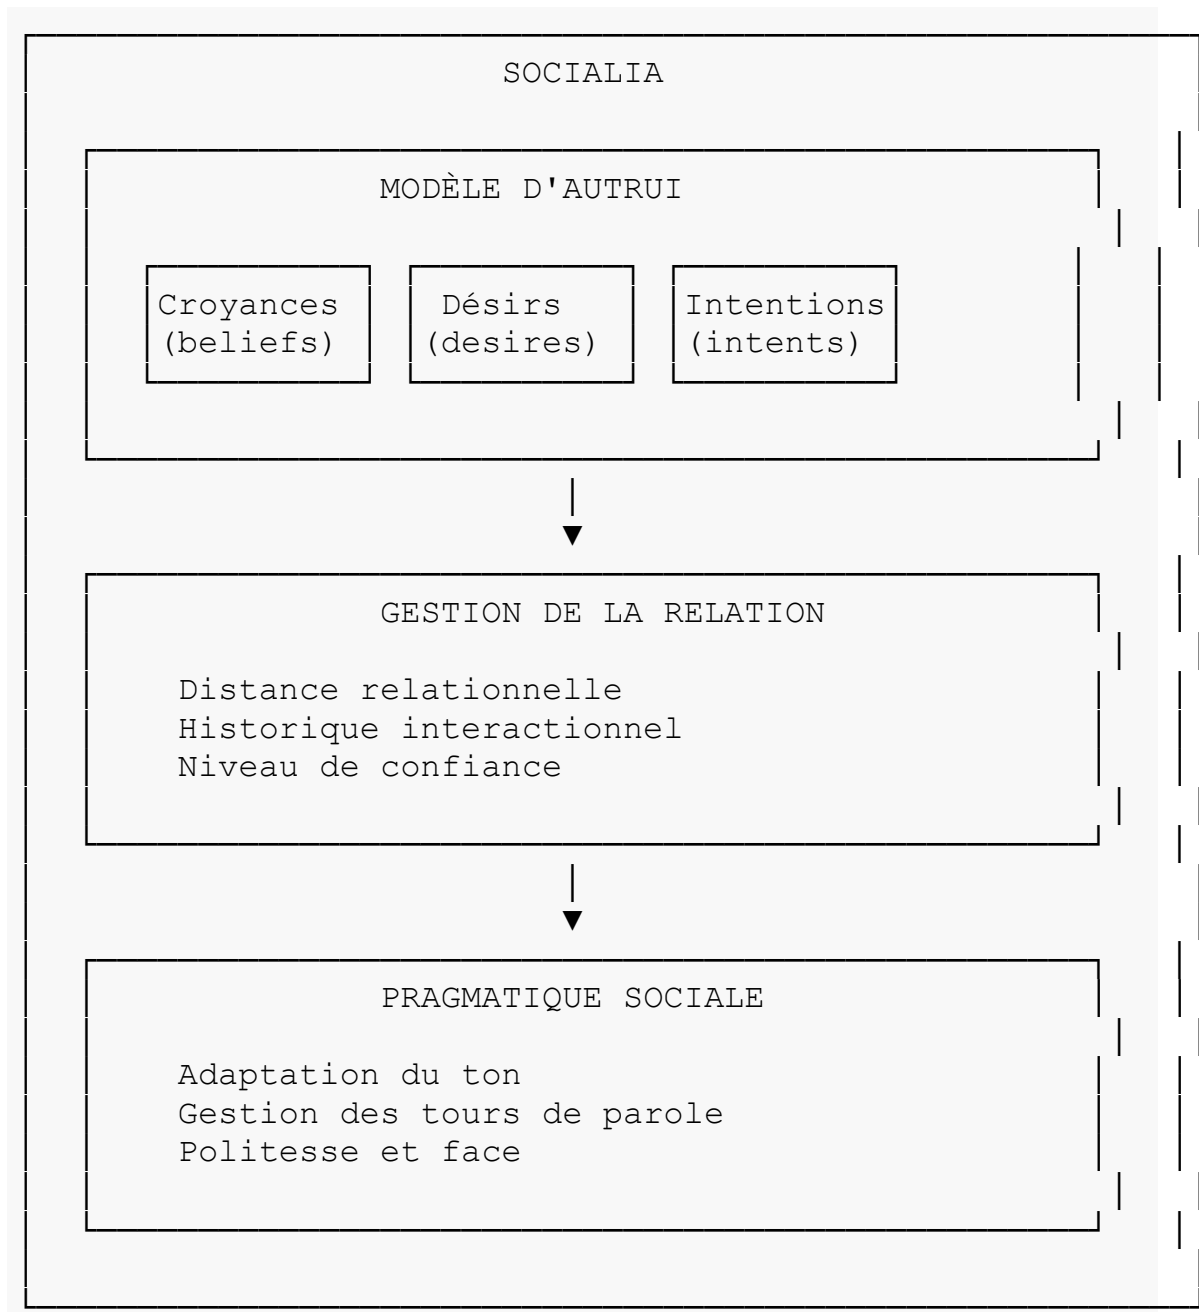 SOCIALIA
MODÈLE D'AUTRUI
Croyances Désirs Intentions
(beliefs) (desires) (intents)
GESTION DE LA RELATION
Distance relationnelle
Historique interactionnel
Niveau de confiance
PRAGMATIQUE SOCIALE
Adaptation du ton
Gestion des tours de parole
Politesse et face